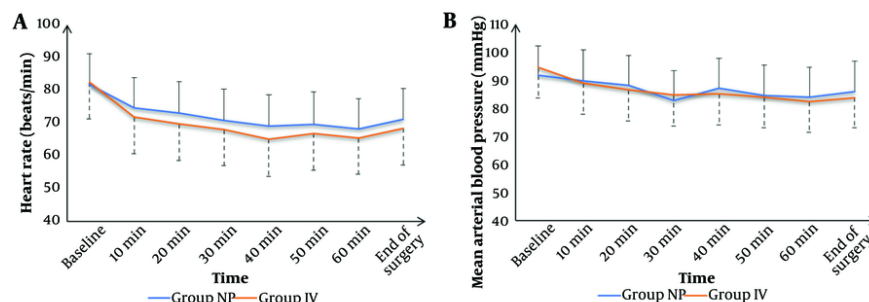 A
Heart rate (beats/min)
100
90
80
70
60
50
40
Baseline
10 min
20 min
30 min
40 min
50 min
60 min
End of
surgery
Time
Group NP
Group IV
B
Mean arterial blood pressure (mmHg)
110
100
90
80
70
60
50
40
Baseline
10 min
20 min
30 min
40 min
50 min
60 min
End of
surgery
Time
Group NP
Group IV